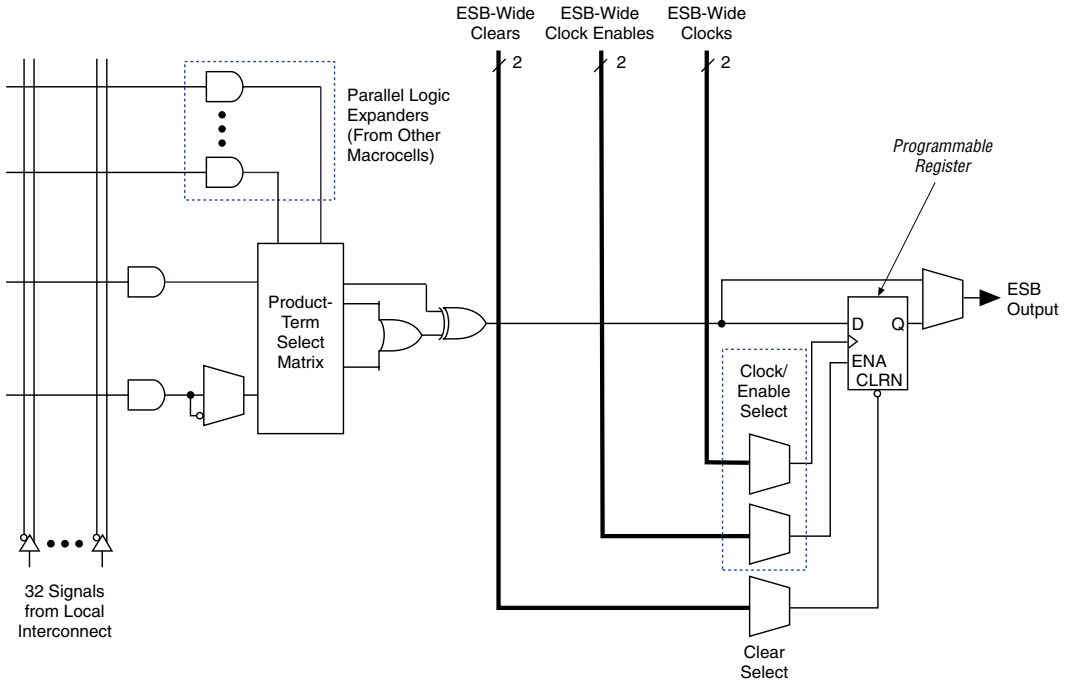 ESB-Wide
Clears
ESB-Wide
Clock Enables
ESB-Wide
Clocks
2
2
2
Parallel Logic
Expanders
(From Other
Macrocells)
Programmable
Register
Product-
Term
Select
Matrix
ESB
Output
D
Q
ENA
CLRN
Clock/
Enable
Select
32 Signals
from Local
Interconnect
Clear
Select